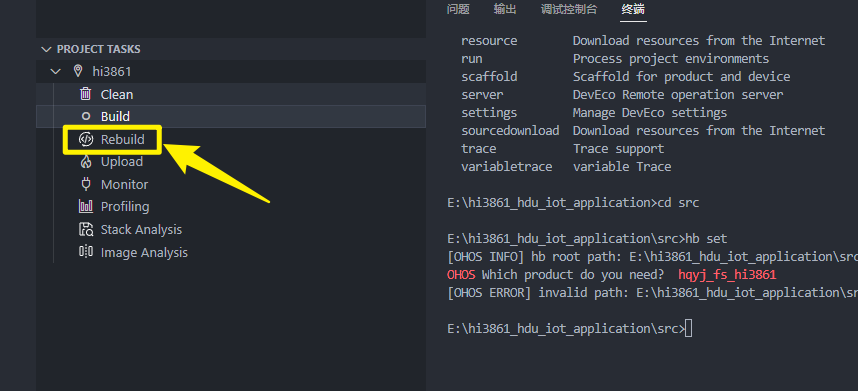 PROJECT TASKS
hi3861
Clean
Build
Rebuild
Upload
Monitor
Profiling
Stack Analysis
Image Analysis
问题 输出 调试控制台 终端
resource Download resources from the Internet
run Process project environments
scaffold Scaffold for product and device
server DevEco Remote operation server
settings Manage DevEco settings
sourcedownload Download resources from the Internet
trace Trace support
variabletrace variable Trace
E:\hi3861_hdu_iot_application>cd src
E:\hi3861_hdu_iot_application\src>hb set
[OHOS INFO] hb root path: E:\hi3861_hdu_iot_application\src
OHOS Which product do you need? hqyj_fs_hi3861
[OHOS ERROR] invalid path: E:\hi3861_hdu_iot_application\sr
E:\hi3861_hdu_iot_application\src>